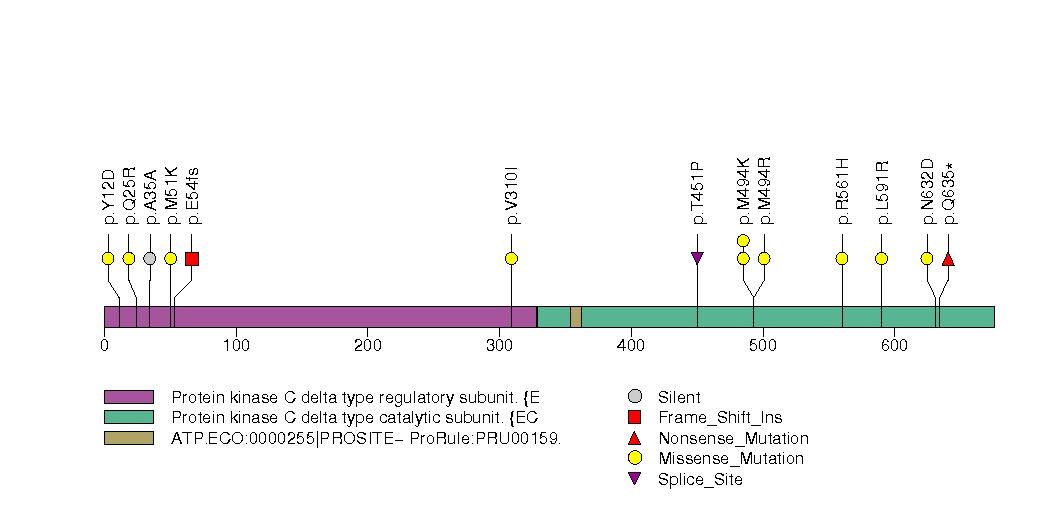 p.Y12D
p.Q25R
p.A35A
p.M51K
p.E54fs
p.V310I
p.T451P
p.M494K
p.M494R
p.R561H
p.L591R
p.N632D
p.Q635*
0 100 200 300 400 500 600
Protein kinase C delta type regulatory subunit. {E
Protein kinase C delta type catalytic subunit. {EC
ATP.ECO:0000255|PROSITE- ProRule:PRU00159.
Silent
Frame_Shift_Ins
Nonsense_Mutation
Missense_Mutation
Splice_Site